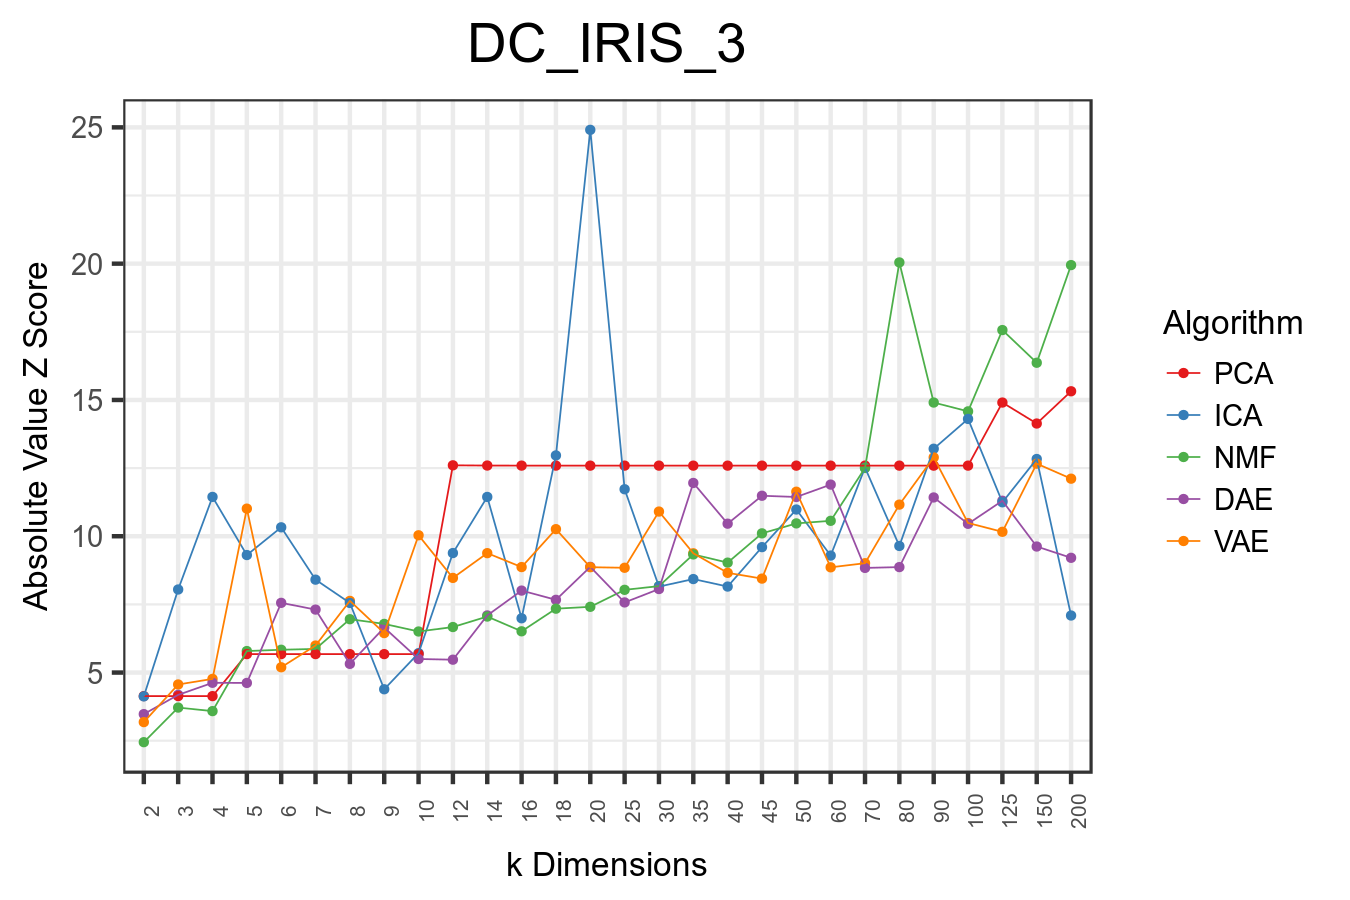 DC_IRIS_3
Absolute Value Z Score
25
20
15
10
5
2 3 4 5 6 7 8 9 10 12 14 16 18 20 25 30 35 40 45 50 60 70 80 90 100 125 150 200
k Dimensions
Algorithm
PCA
ICA
NMF
DAE
VAE